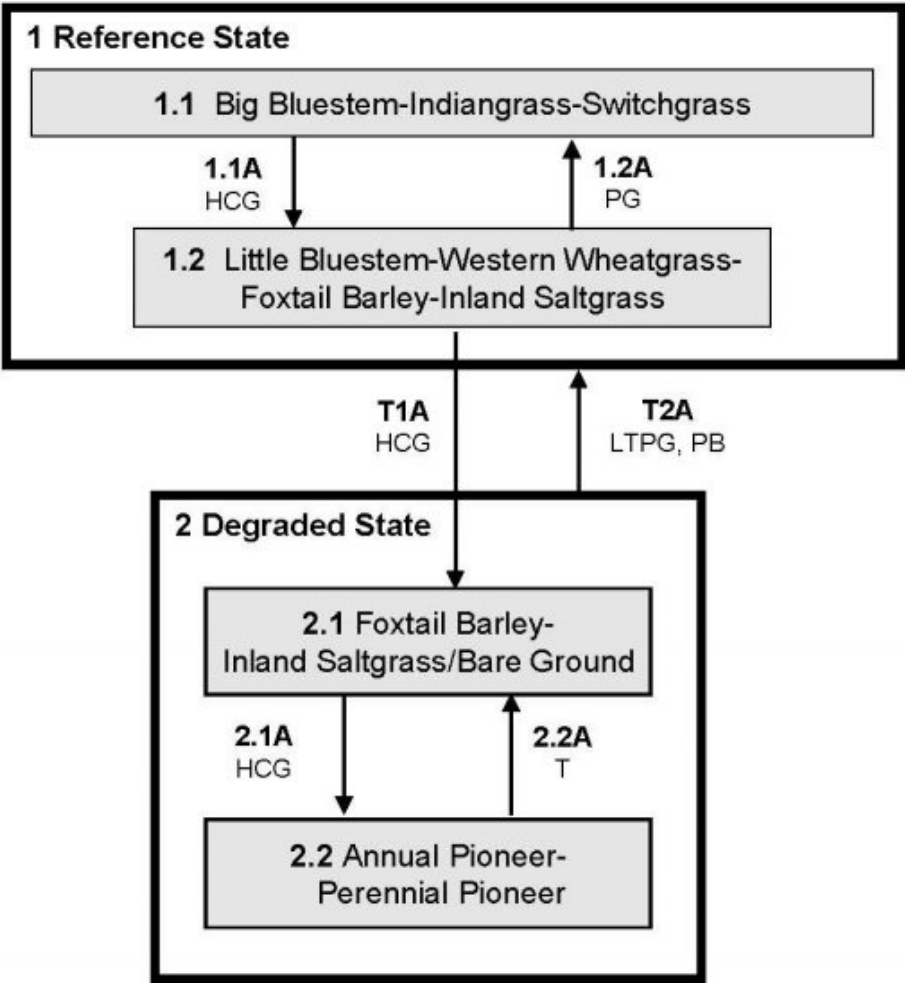 1 Reference State
1.1 Big Bluestem-Indiangrass-Switchgrass
1.1A
HCG
1.2A
PG
1.2 Little Bluestem-Western Wheatgrass-
Foxtail Barley-Inland Saltgrass
T1A
HCG
T2A
LTPG, PB
2 Degraded State
2.1 Foxtail Barley-
Inland Saltgrass/Bare Ground
2.1A
HCG
2.2A
T
2.2 Annual Pioneer-
Perennial Pioneer